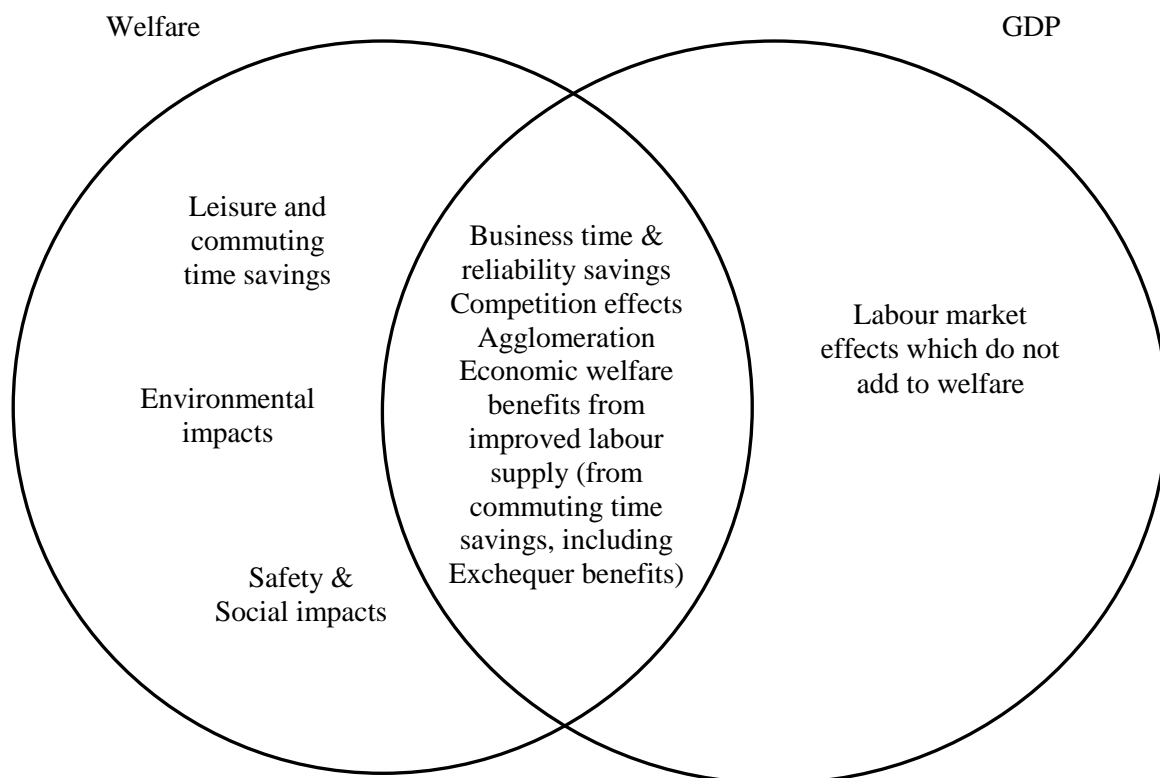 Welfare
GDP
Leisure and
commuting
time savings
Environmental
impacts
Safety &
Social impacts
Business time &
reliability savings
Competition effects
Agglomeration
Economic welfare
benefits from
improved labour
supply (from
commuting time
savings, including
Exchequer benefits)
Labour market
effects which do not
add to welfare